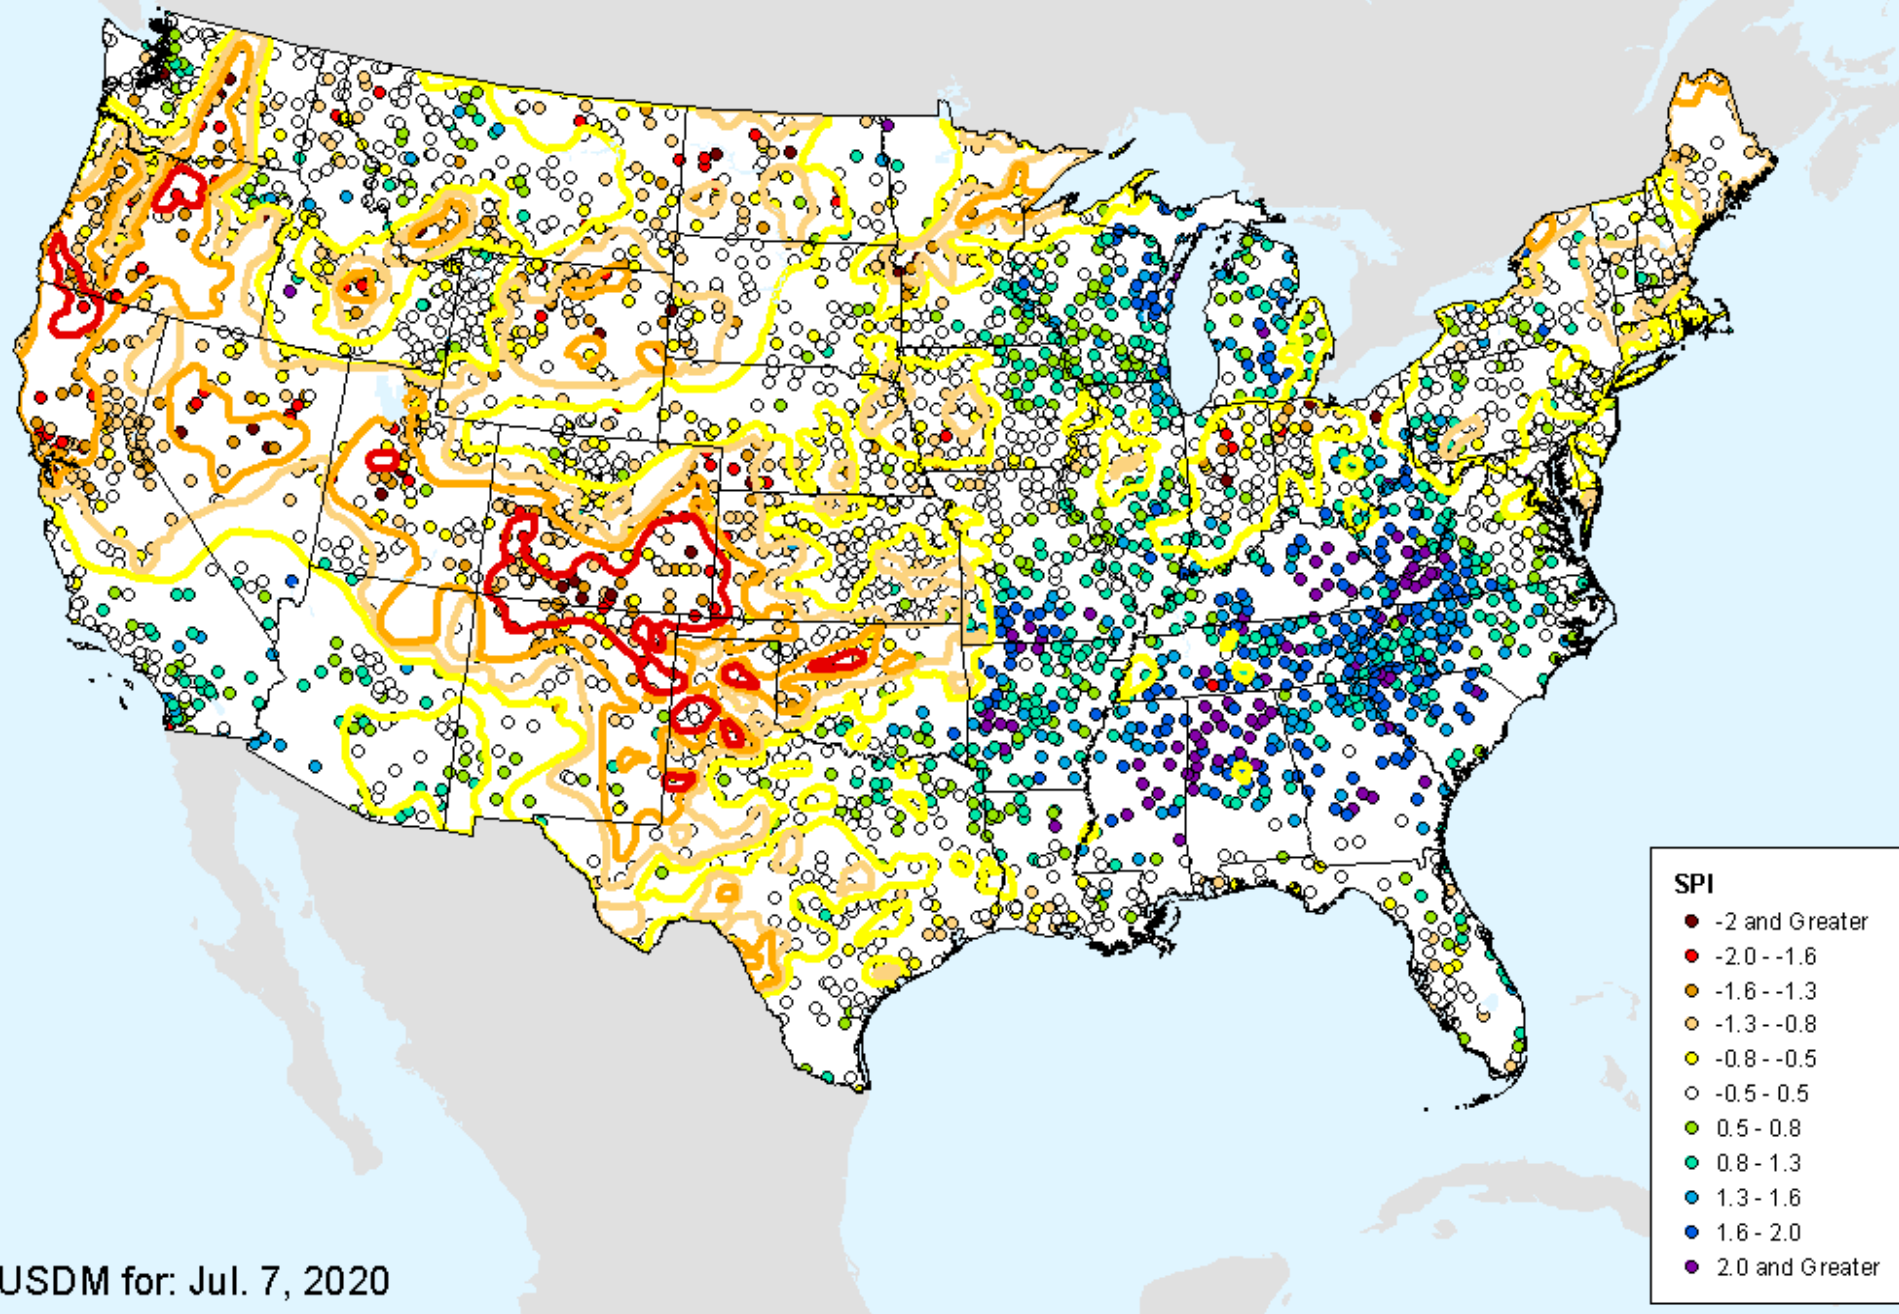 SPI
-2 and Greater
-2.0 - -1.6
-1.6 - -1.3
-1.3 - -0.8
-0.8 - -0.5
-0.5 - 0.5
0.5 - 0.8
0.8 - 1.3
1.3 - 1.6
1.6 - 2.0
2.0 and Greater
USDM for: Jul. 7, 2020